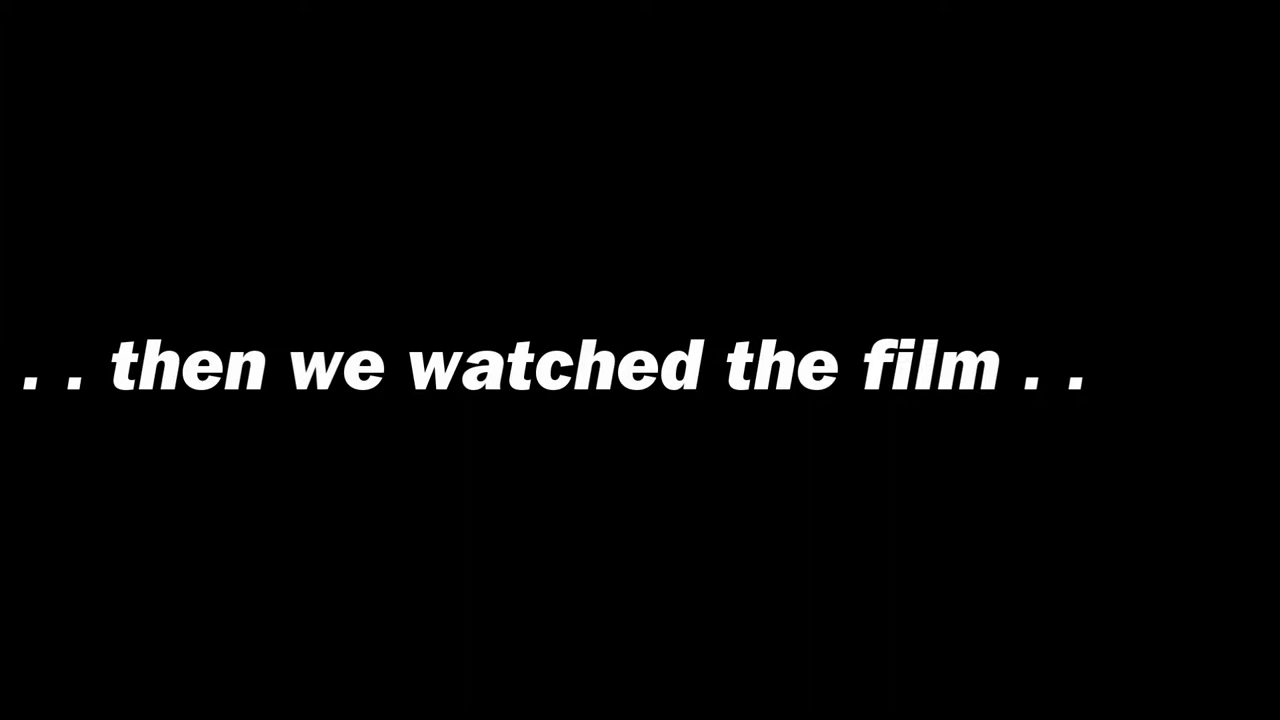 . . then we watched the film . .